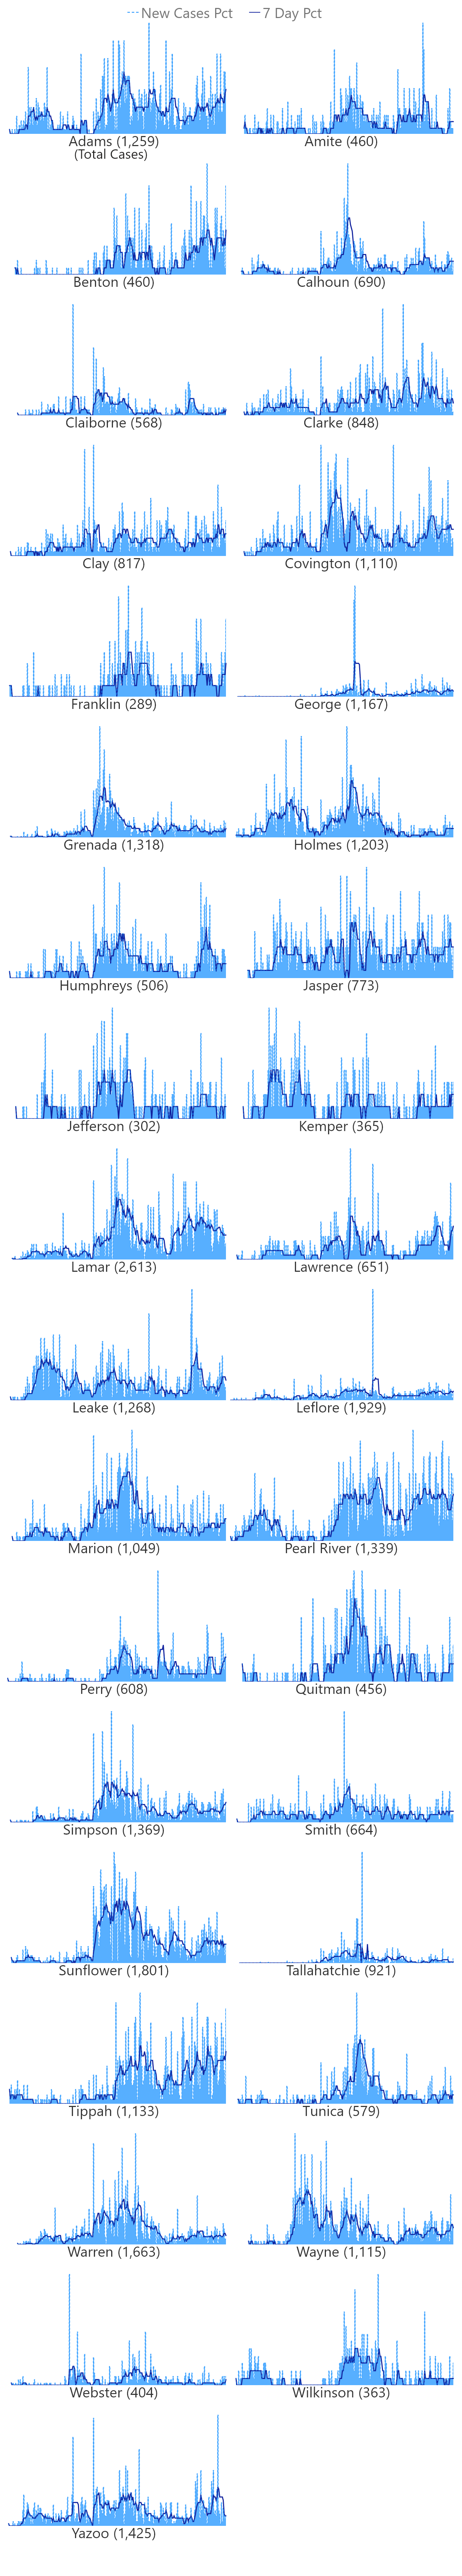 New Cases Pct 7 Day Pct
Adams (1,259) Amite (460)
(Total Cases)
Benton (460) Calhoun (690)
Claiborne (568) Clarke (848)
Clay (817) Covington (1,110)
Franklin (289) George (1,167)
Grenada (1,318) Holmes (1,203)
Humphreys (506) Jasper (773)
Jefferson (302) Kemper (365)
Lamar (2,613) Lawrence (651)
Leake (1,268) Leflore (1,929)
Marion (1,049) Pearl River (1,339)
Perry (608) Quitman (456)
Simpson (1,369) Smith (664)
Sunflower (1,801) Tallahatchie (921)
Tippah (1,133) Tunica (579)
Warren (1,663) Wayne (1,115)
Webster (404) Wilkinson (363)
Yazoo (1,425)